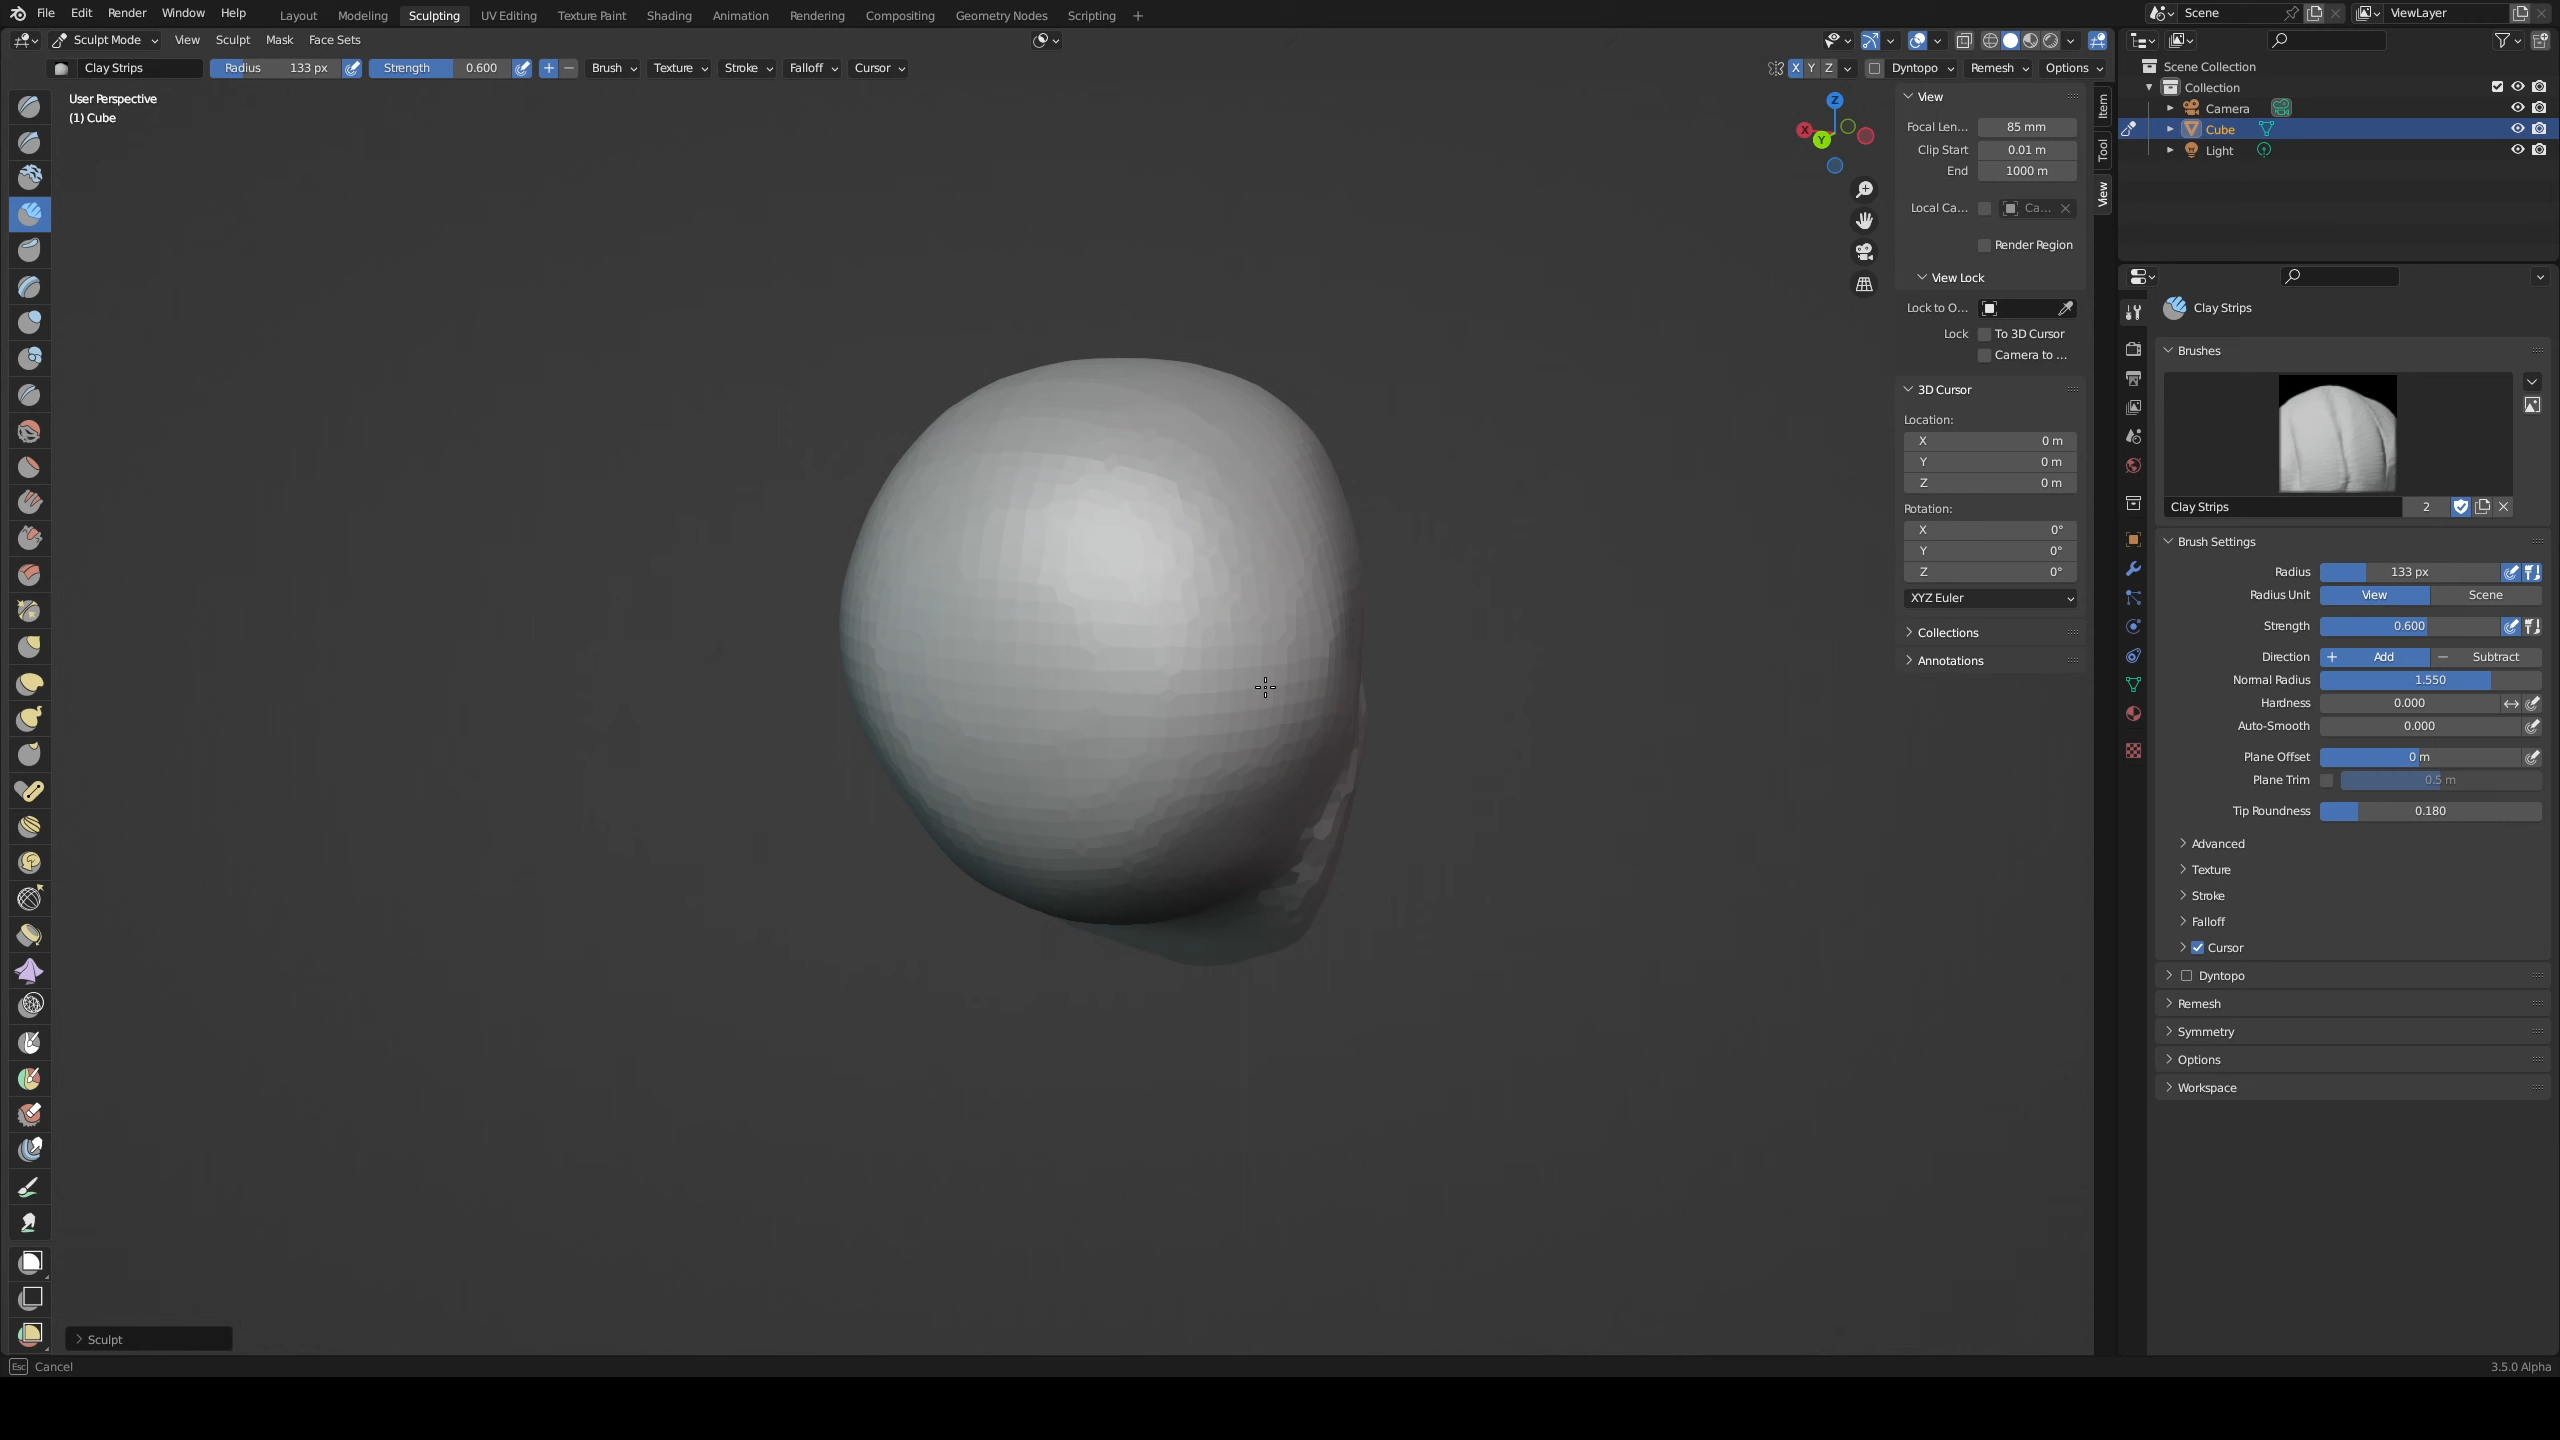 File Edit Render Window Help Layout Modeling Sculpting UV Editing Texture Paint Shading Animation Rendering Compositing Geometry Nodes Scripting + Scene ViewLayer
Sculpt Mode View Sculpt Mask Face Sets
Clay Strips Radius 133 px Strength 0.600 + − Brush Texture Stroke Falloff Cursor X Y Z Dyntopo Remesh Options
User Perspective
(1) Cube
Z
X
Y
View
Focal Len... 85 mm
Clip Start 0.01 m
End 1000 m
Local Ca... Ca...
Render Region
View Lock
Lock to O...
Lock To 3D Cursor
Camera to ...
3D Cursor
Location:
X 0 m
Y 0 m
Z 0 m
Rotation:
X 0°
Y 0°
Z 0°
XYZ Euler
Collections
Annotations
Item
Tool
View
Scene Collection
Collection
Camera
Cube
Light
Clay Strips
Brushes
Clay Strips 2
Brush Settings
Radius 133 px
Radius Unit View Scene
Strength 0.600
Direction + Add − Subtract
Normal Radius 1.550
Hardness 0.000
Auto-Smooth 0.000
Plane Offset 0 m
Plane Trim 0.5 m
Tip Roundness 0.180
Advanced
Texture
Stroke
Falloff
Cursor
Dyntopo
Remesh
Symmetry
Options
Workspace
Sculpt
Esc Cancel
3.5.0 Alpha